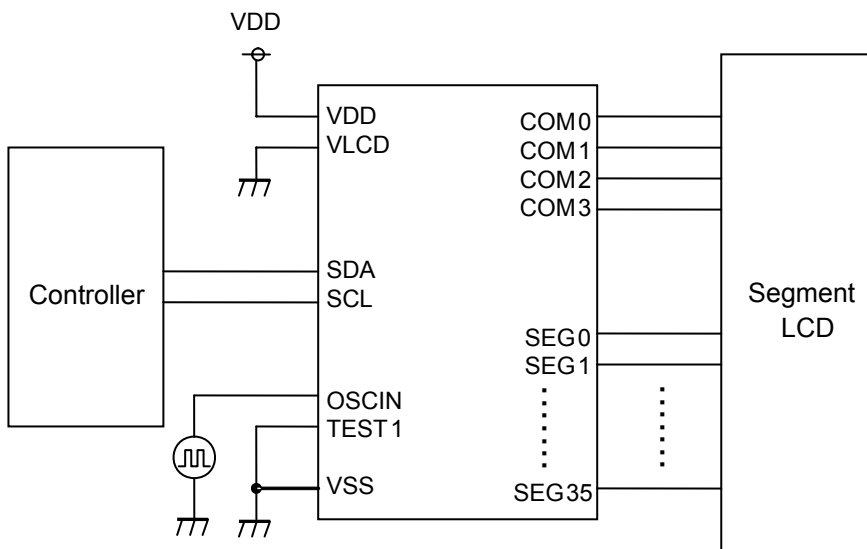 VDD
VDD
VLCD
COM0
COM1
COM2
COM3
SDA
SCL
Controller
Segment
LCD
SEG0
SEG1
OSCIN
TEST1
VSS
SEG35